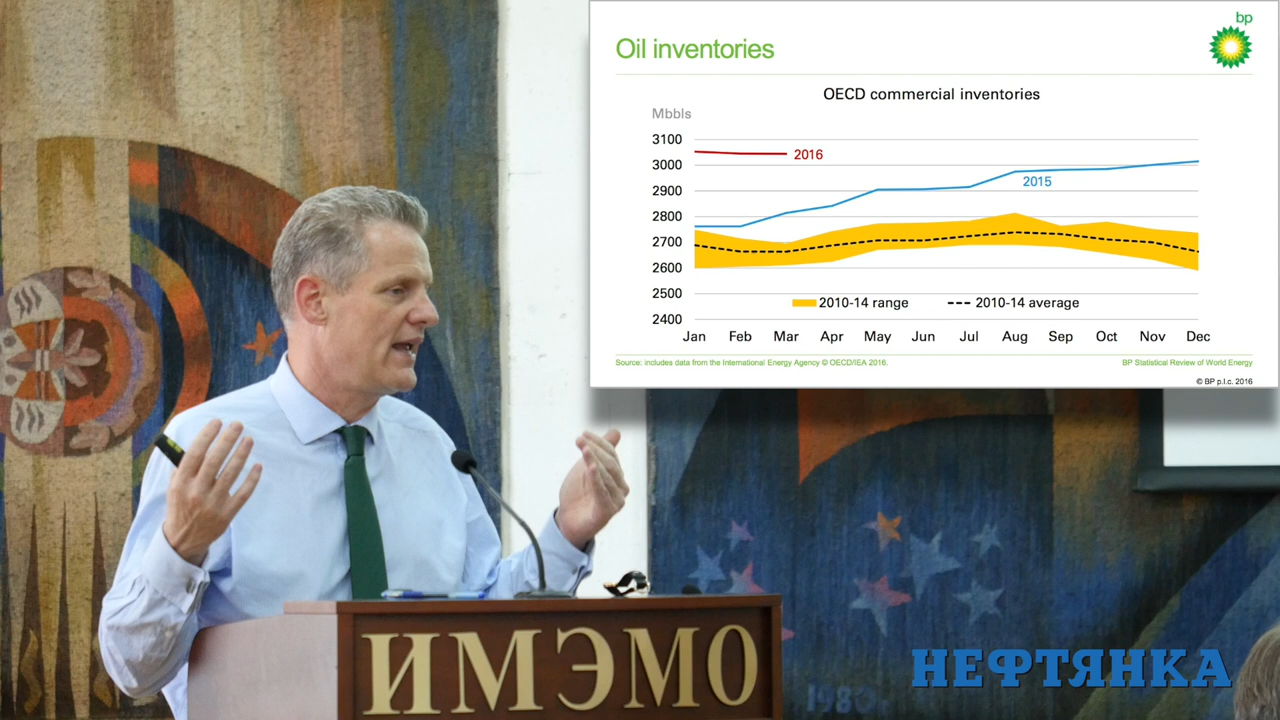 bp
Oil inventories
OECD commercial inventories
Mbbls
3100
3000
2900
2800
2700
2600
2500
2400
2016
2015
2010-14 range
2010-14 average
Jan Feb Mar Apr May Jun Jul Aug Sep Oct Nov Dec
Source: includes data from the International Energy Agency © OECD/IEA 2016.
BP Statistical Review of World Energy
© BP p.l.c. 2016
ИМЭМО
НЕФТЯНКА